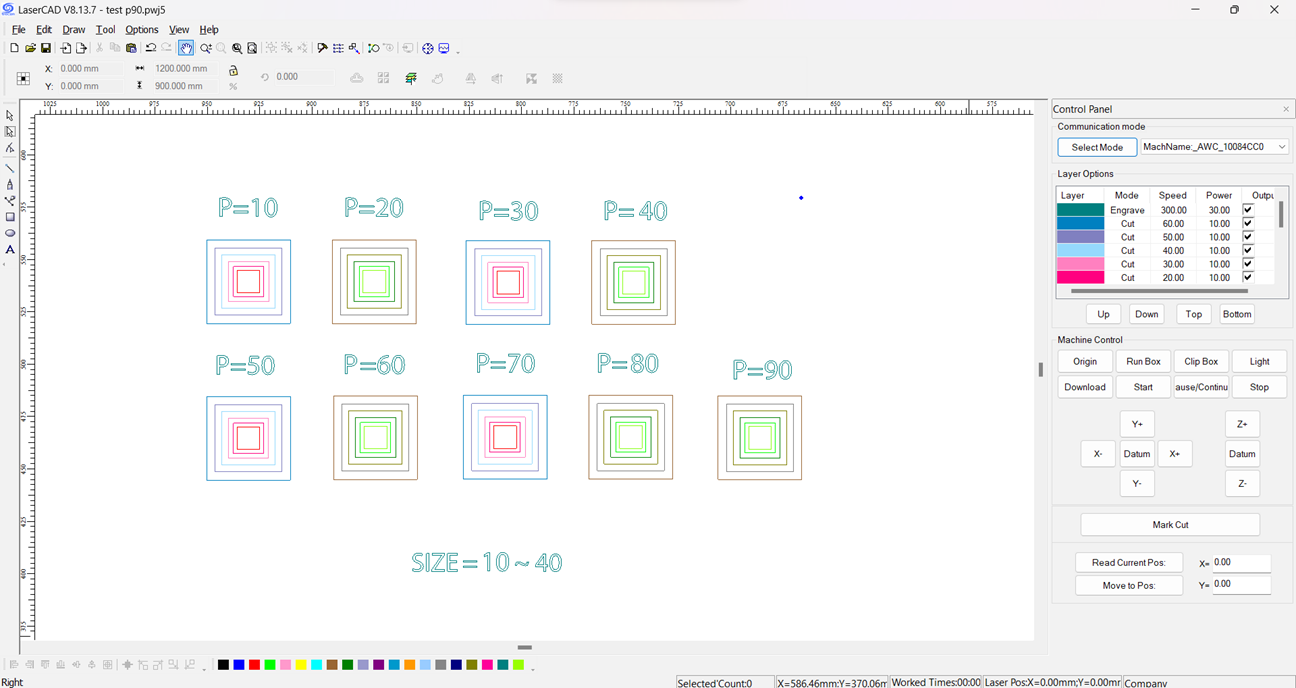 LaserCAD V8.13.7 - test p90.pwj5
File Edit Draw Tool Options View Help
X: 0.000 mm 1200.000 mm 0.000
Y: 0.000 mm 900.000 mm %
1025 1000 975 950 925 900 875 850 825 800 775 750 725 700 675 650 625 600 575
P=10 P=20 P=30 P=40
P=50 P=60 P=70 P=80 P=90
SIZE=10~40
Control Panel
Communication mode
Select Mode MachName:_AWC_10084CC0
Layer Options
Layer Mode Speed Power Outpu
Engrave 300.00 30.00
Cut 60.00 10.00
Cut 50.00 10.00
Cut 40.00 10.00
Cut 30.00 10.00
Cut 20.00 10.00
Up Down Top Bottom
Machine Control
Origin Run Box Clip Box Light
Download Start ause/Continu Stop
Y+ Z+
X- Datum X+ Datum
Y- Z-
Mark Cut
Read Current Pos: X= 0.00
Move to Pos: Y= 0.00
Right
Selected'Count:0 X=586.46mm:Y=370.06m Worked Times:00:00 Laser Pos:X=0.00mm;Y=0.00mr Company